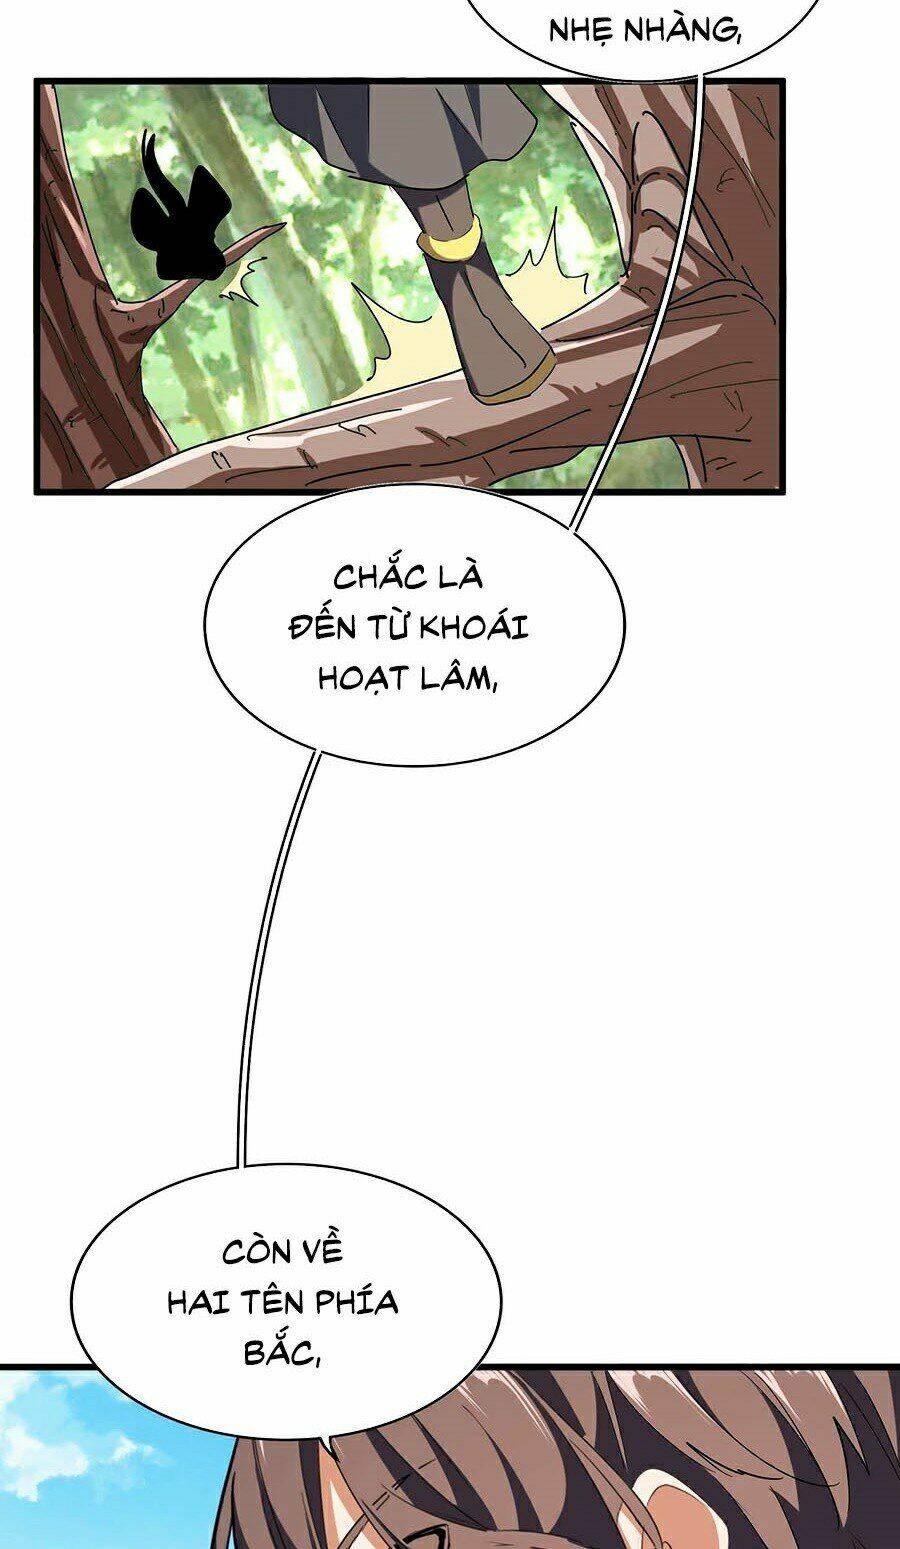 NHẸ NHÀNG,
CHẮC LÀ
ĐẾN TỪ KHOÁI
HOẠT LÂM,
CÒN VỀ
HAI TÊN PHÍA
BẮC,